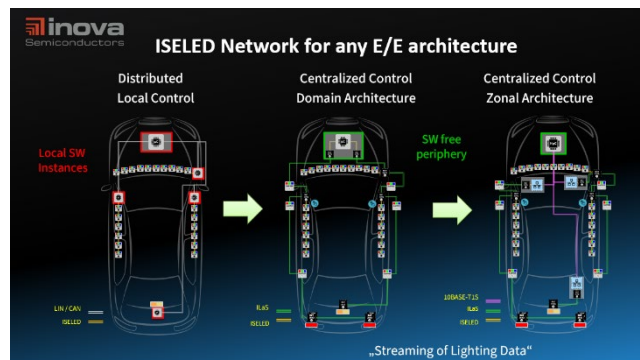 inova
Semiconductors
ISELED Network for any E/E architecture
Distributed
Local Control
Centralized Control
Domain Architecture
Centralized Control
Zonal Architecture
Local SW
Instances
SW free
periphery
LIN / CAN
ISELED
ILaS
ISELED
10BASE-T1S
ILaS
ISELED
„Streaming of Lighting Data“